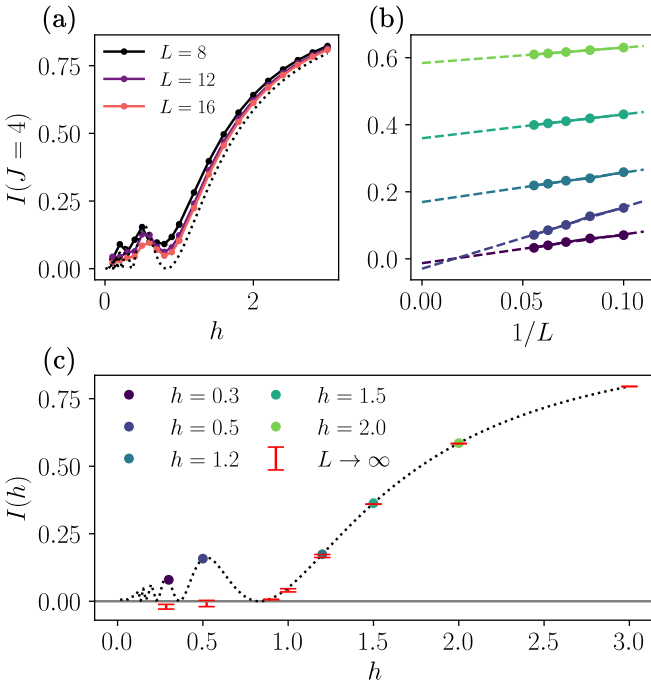 (a)
I(J = 4)
0.75
0.50
0.25
0.00
L = 8
L = 12
L = 16
0
2
h
(b)
0.6
0.4
0.2
0.0
0.00
0.05
0.10
1/L
(c)
I(h)
0.75
0.50
0.25
0.00
h = 0.3
h = 0.5
h = 1.2
h = 1.5
h = 2.0
L → ∞
0.0
0.5
1.0
1.5
2.0
2.5
3.0
h